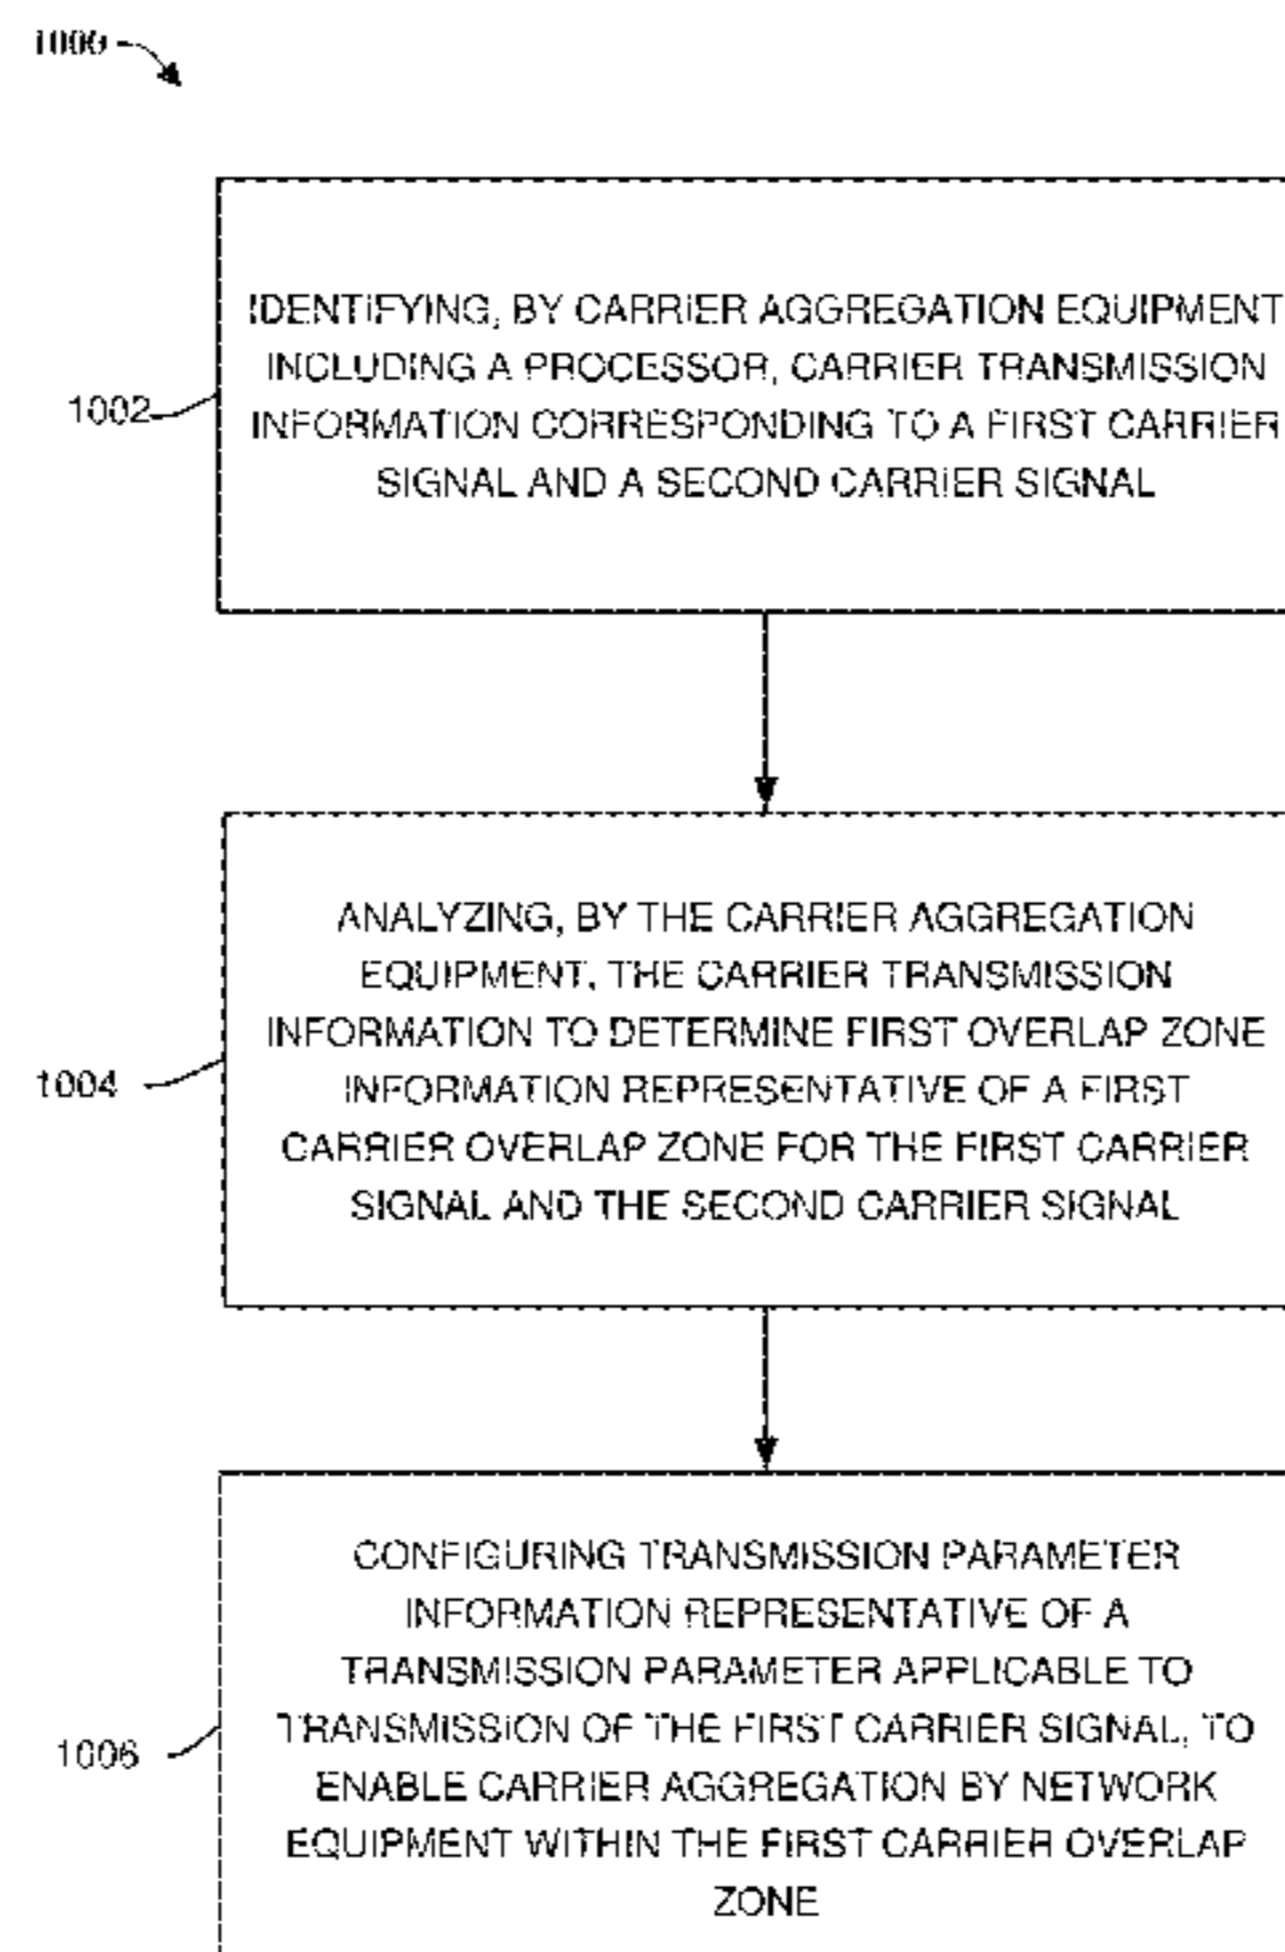 1000
IDENTIFYING, BY CARRIER AGGREGATION EQUIPMENT
INCLUDING A PROCESSOR, CARRIER TRANSMISSION
INFORMATION CORRESPONDING TO A FIRST CARRIER
SIGNAL AND A SECOND CARRIER SIGNAL
1002
ANALYZING, BY THE CARRIER AGGREGATION
EQUIPMENT, THE CARRIER TRANSMISSION
INFORMATION TO DETERMINE FIRST OVERLAP ZONE
INFORMATION REPRESENTATIVE OF A FIRST
CARRIER OVERLAP ZONE FOR THE FIRST CARRIER
SIGNAL AND THE SECOND CARRIER SIGNAL
1004
CONFIGURING TRANSMISSION PARAMETER
INFORMATION REPRESENTATIVE OF A
TRANSMISSION PARAMETER APPLICABLE TO
TRANSMISSION OF THE FIRST CARRIER SIGNAL, TO
ENABLE CARRIER AGGREGATION BY NETWORK
EQUIPMENT WITHIN THE FIRST CARRIER OVERLAP
ZONE
1006